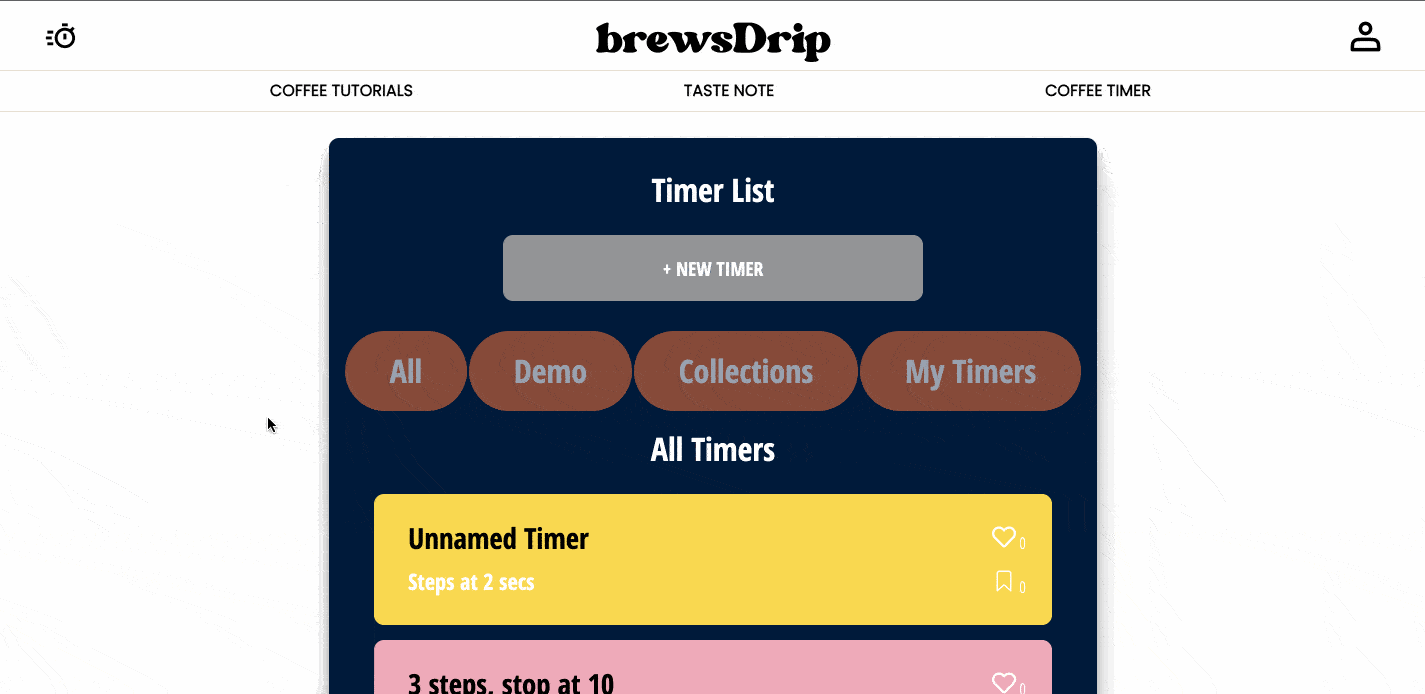 brewsDrip
COFFEE TUTORIALS TASTE NOTE COFFEE TIMER
Timer List
+ NEW TIMER
All Demo Collections My Timers
All Timers
Unnamed Timer
0
Steps at 2 secs
0
3 steps, stop at 10
0